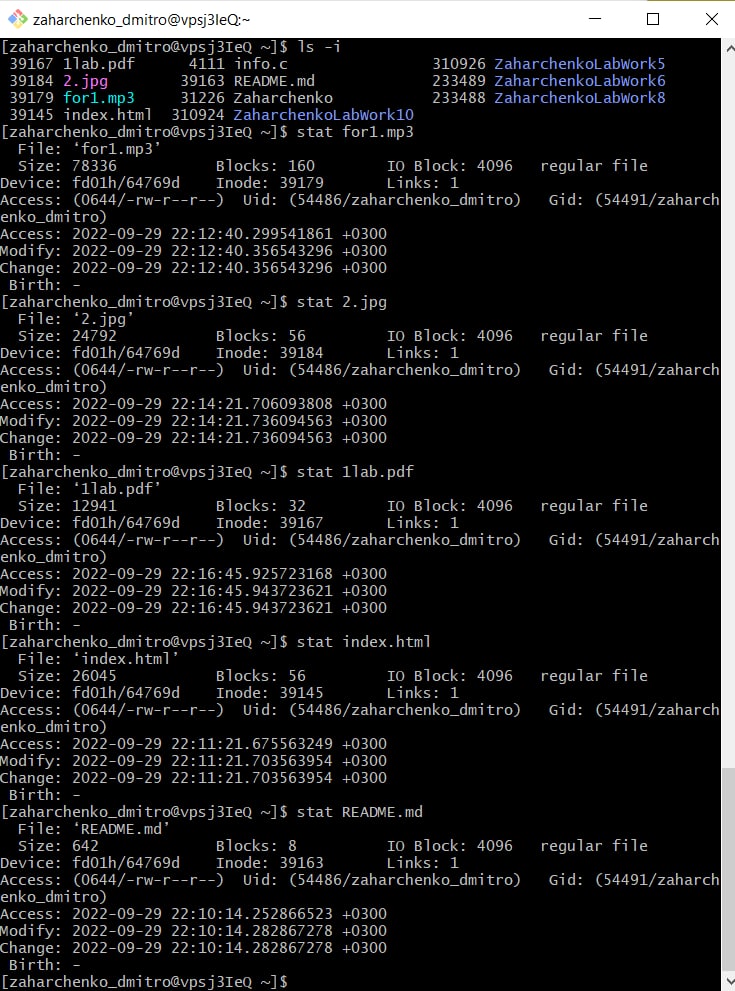 zaharchenko_dmitro@vpsj3IeQ:~
[zaharchenko_dmitro@vpsj3IeQ ~]$ ls -i
 39167 1lab.pdf      4111 info.c                310926 ZaharchenkoLabWork5
 39184 2.jpg        39163 README.md             233489 ZaharchenkoLabWork6
 39179 for1.mp3     31226 Zaharchenko           233488 ZaharchenkoLabWork8
 39145 index.html  310924 ZaharchenkoLabWork10
[zaharchenko_dmitro@vpsj3IeQ ~]$ stat for1.mp3
  File: ‘for1.mp3’
  Size: 78336           Blocks: 160        IO Block: 4096   regular file
Device: fd01h/64769d    Inode: 39179       Links: 1
Access: (0644/-rw-r--r--)  Uid: (54486/zaharchenko_dmitro)   Gid: (54491/zaharch
enko_dmitro)
Access: 2022-09-29 22:12:40.299541861 +0300
Modify: 2022-09-29 22:12:40.356543296 +0300
Change: 2022-09-29 22:12:40.356543296 +0300
 Birth: -
[zaharchenko_dmitro@vpsj3IeQ ~]$ stat 2.jpg
  File: ‘2.jpg’
  Size: 24792           Blocks: 56         IO Block: 4096   regular file
Device: fd01h/64769d    Inode: 39184       Links: 1
Access: (0644/-rw-r--r--)  Uid: (54486/zaharchenko_dmitro)   Gid: (54491/zaharch
enko_dmitro)
Access: 2022-09-29 22:14:21.706093808 +0300
Modify: 2022-09-29 22:14:21.736094563 +0300
Change: 2022-09-29 22:14:21.736094563 +0300
 Birth: -
[zaharchenko_dmitro@vpsj3IeQ ~]$ stat 1lab.pdf
  File: ‘1lab.pdf’
  Size: 12941           Blocks: 32         IO Block: 4096   regular file
Device: fd01h/64769d    Inode: 39167       Links: 1
Access: (0644/-rw-r--r--)  Uid: (54486/zaharchenko_dmitro)   Gid: (54491/zaharch
enko_dmitro)
Access: 2022-09-29 22:16:45.925723168 +0300
Modify: 2022-09-29 22:16:45.943723621 +0300
Change: 2022-09-29 22:16:45.943723621 +0300
 Birth: -
[zaharchenko_dmitro@vpsj3IeQ ~]$ stat index.html
  File: ‘index.html’
  Size: 26045           Blocks: 56         IO Block: 4096   regular file
Device: fd01h/64769d    Inode: 39145       Links: 1
Access: (0644/-rw-r--r--)  Uid: (54486/zaharchenko_dmitro)   Gid: (54491/zaharch
enko_dmitro)
Access: 2022-09-29 22:11:21.675563249 +0300
Modify: 2022-09-29 22:11:21.703563954 +0300
Change: 2022-09-29 22:11:21.703563954 +0300
 Birth: -
[zaharchenko_dmitro@vpsj3IeQ ~]$ stat README.md
  File: ‘README.md’
  Size: 642             Blocks: 8          IO Block: 4096   regular file
Device: fd01h/64769d    Inode: 39163       Links: 1
Access: (0644/-rw-r--r--)  Uid: (54486/zaharchenko_dmitro)   Gid: (54491/zaharch
enko_dmitro)
Access: 2022-09-29 22:10:14.252866523 +0300
Modify: 2022-09-29 22:10:14.282867278 +0300
Change: 2022-09-29 22:10:14.282867278 +0300
 Birth: -
[zaharchenko_dmitro@vpsj3IeQ ~]$